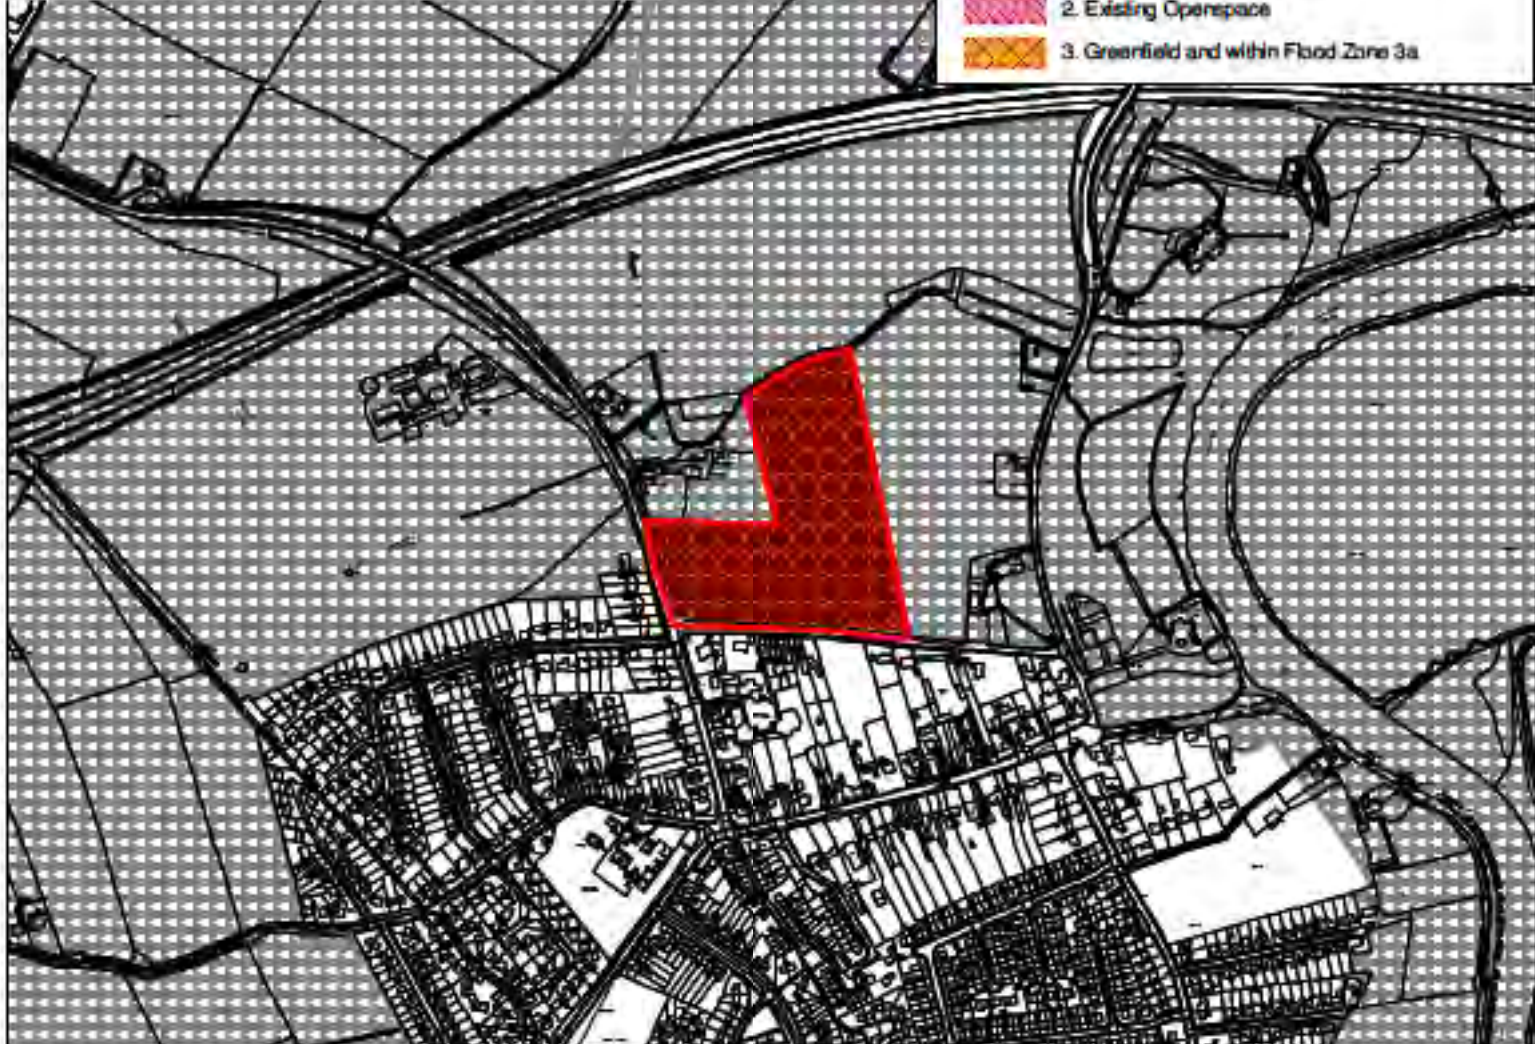 2. Existing Openspace
3. Greenfield and within Flood Zone 3a